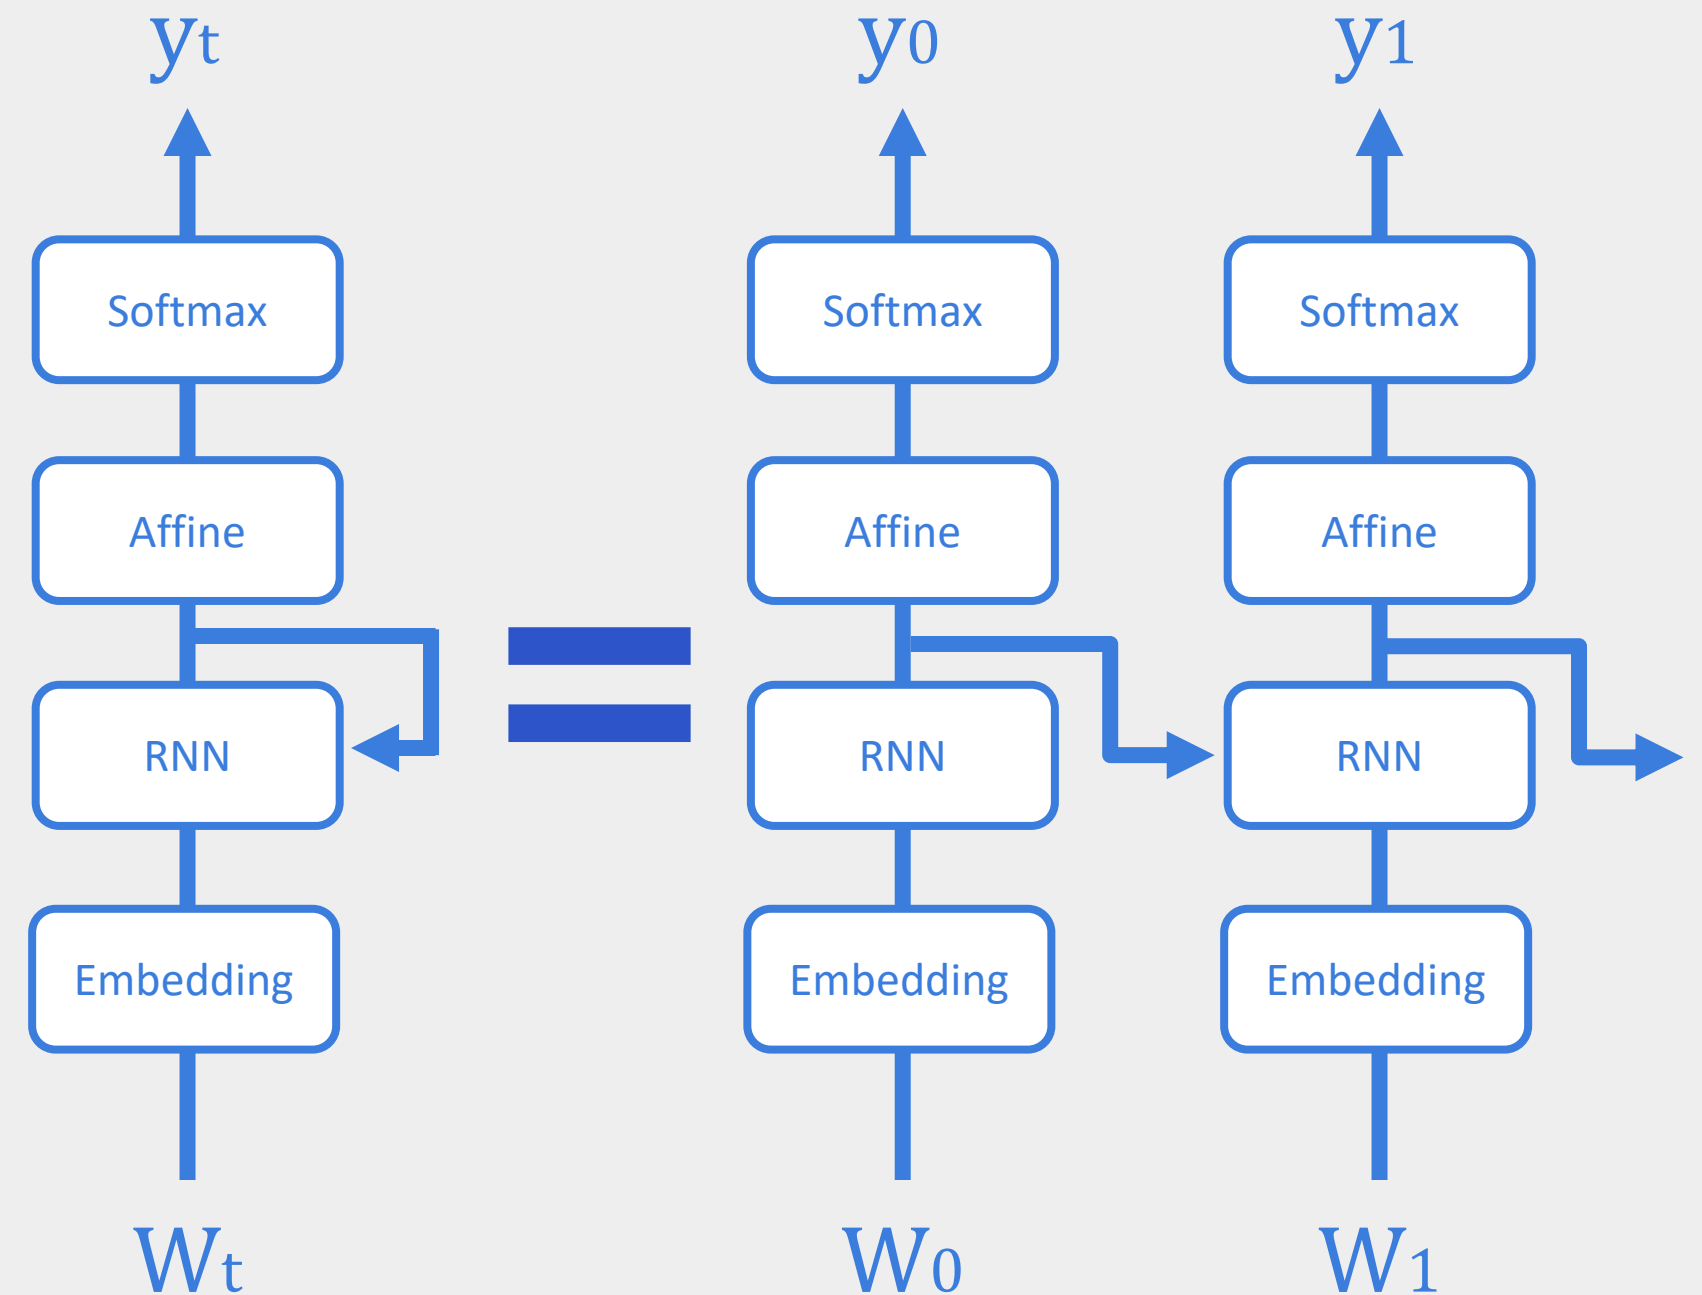 yt y0 y1
Softmax Softmax Softmax
Affine Affine Affine
RNN RNN RNN
Embedding Embedding Embedding
Wt W0 W1